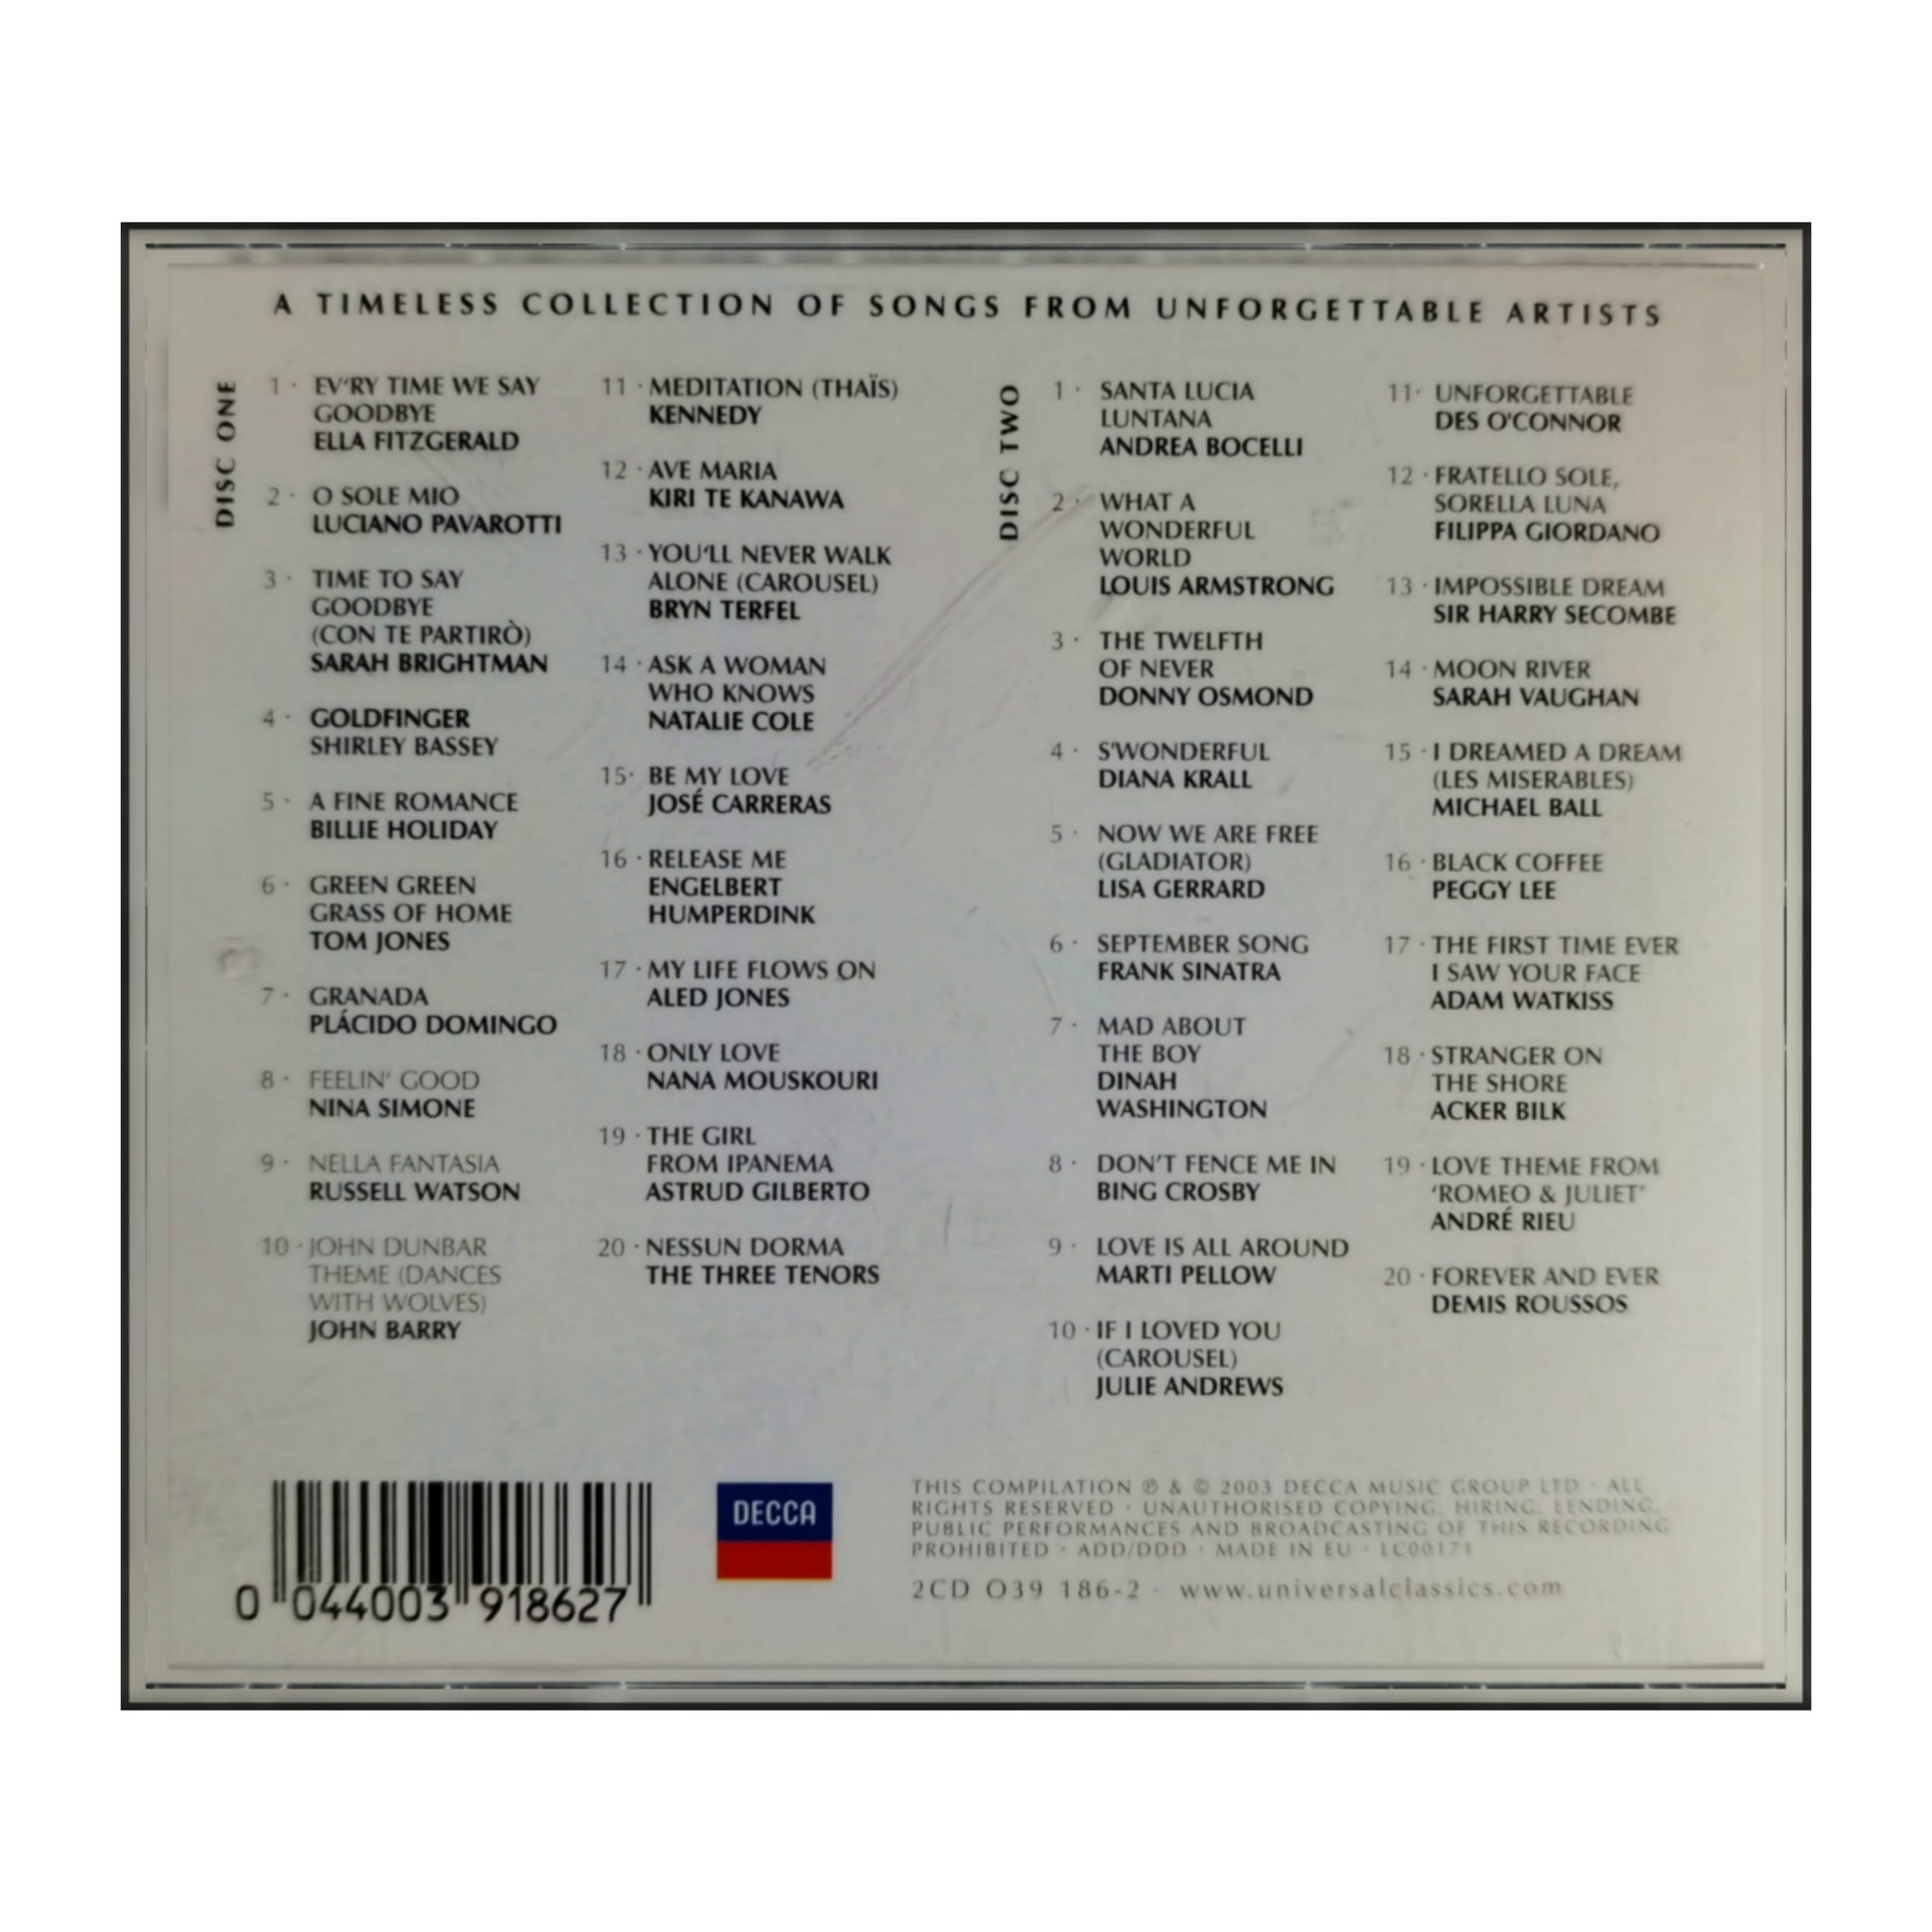 A TIMELESS COLLECTION OF SONGS FROM UNFORGETTABLE ARTISTS
DISC ONE
1 · EV'RY TIME WE SAY
GOODBYE
ELLA FITZGERALD
2 · O SOLE MIO
LUCIANO PAVAROTTI
3 · TIME TO SAY
GOODBYE
(CON TE PARTIRÒ)
SARAH BRIGHTMAN
4 · GOLDFINGER
SHIRLEY BASSEY
5 · A FINE ROMANCE
BILLIE HOLIDAY
6 · GREEN GREEN
GRASS OF HOME
TOM JONES
7 · GRANADA
PLÁCIDO DOMINGO
8 · FEELIN' GOOD
NINA SIMONE
9 · NELLA FANTASIA
RUSSELL WATSON
10 · JOHN DUNBAR
THEME (DANCES
WITH WOLVES)
JOHN BARRY
11 · MEDITATION (THAÏS)
KENNEDY
12 · AVE MARIA
KIRI TE KANAWA
13 · YOU'LL NEVER WALK
ALONE (CAROUSEL)
BRYN TERFEL
14 · ASK A WOMAN
WHO KNOWS
NATALIE COLE
15 · BE MY LOVE
JOSÉ CARRERAS
16 · RELEASE ME
ENGELBERT
HUMPERDINK
17 · MY LIFE FLOWS ON
ALED JONES
18 · ONLY LOVE
NANA MOUSKOURI
19 · THE GIRL
FROM IPANEMA
ASTRUD GILBERTO
20 · NESSUN DORMA
THE THREE TENORS
DISC TWO
1 · SANTA LUCIA
LUNTANA
ANDREA BOCELLI
2 · WHAT A
WONDERFUL
WORLD
LOUIS ARMSTRONG
3 · THE TWELFTH
OF NEVER
DONNY OSMOND
4 · S'WONDERFUL
DIANA KRALL
5 · NOW WE ARE FREE
(GLADIATOR)
LISA GERRARD
6 · SEPTEMBER SONG
FRANK SINATRA
7 · MAD ABOUT
THE BOY
DINAH
WASHINGTON
8 · DON'T FENCE ME IN
BING CROSBY
9 · LOVE IS ALL AROUND
MARTI PELLOW
10 · IF I LOVED YOU
(CAROUSEL)
JULIE ANDREWS
11 · UNFORGETTABLE
DES O'CONNOR
12 · FRATELLO SOLE,
SORELLA LUNA
FILIPPA GIORDANO
13 · IMPOSSIBLE DREAM
SIR HARRY SECOMBE
14 · MOON RIVER
SARAH VAUGHAN
15 · I DREAMED A DREAM
(LES MISERABLES)
MICHAEL BALL
16 · BLACK COFFEE
PEGGY LEE
17 · THE FIRST TIME EVER
I SAW YOUR FACE
ADAM WATKISS
18 · STRANGER ON
THE SHORE
ACKER BILK
19 · LOVE THEME FROM
'ROMEO & JULIET'
ANDRÉ RIEU
20 · FOREVER AND EVER
DEMIS ROUSSOS
0 044003 918627
DECCA
THIS COMPILATION ℗ & © 2003 DECCA MUSIC GROUP LTD · ALL
RIGHTS RESERVED · UNAUTHORISED COPYING, HIRING, LENDING,
PUBLIC PERFORMANCES AND BROADCASTING OF THIS RECORDING
PROHIBITED · ADD/DDD · MADE IN EU · LC00171
2CD O39 186-2 · www.universalclassics.com